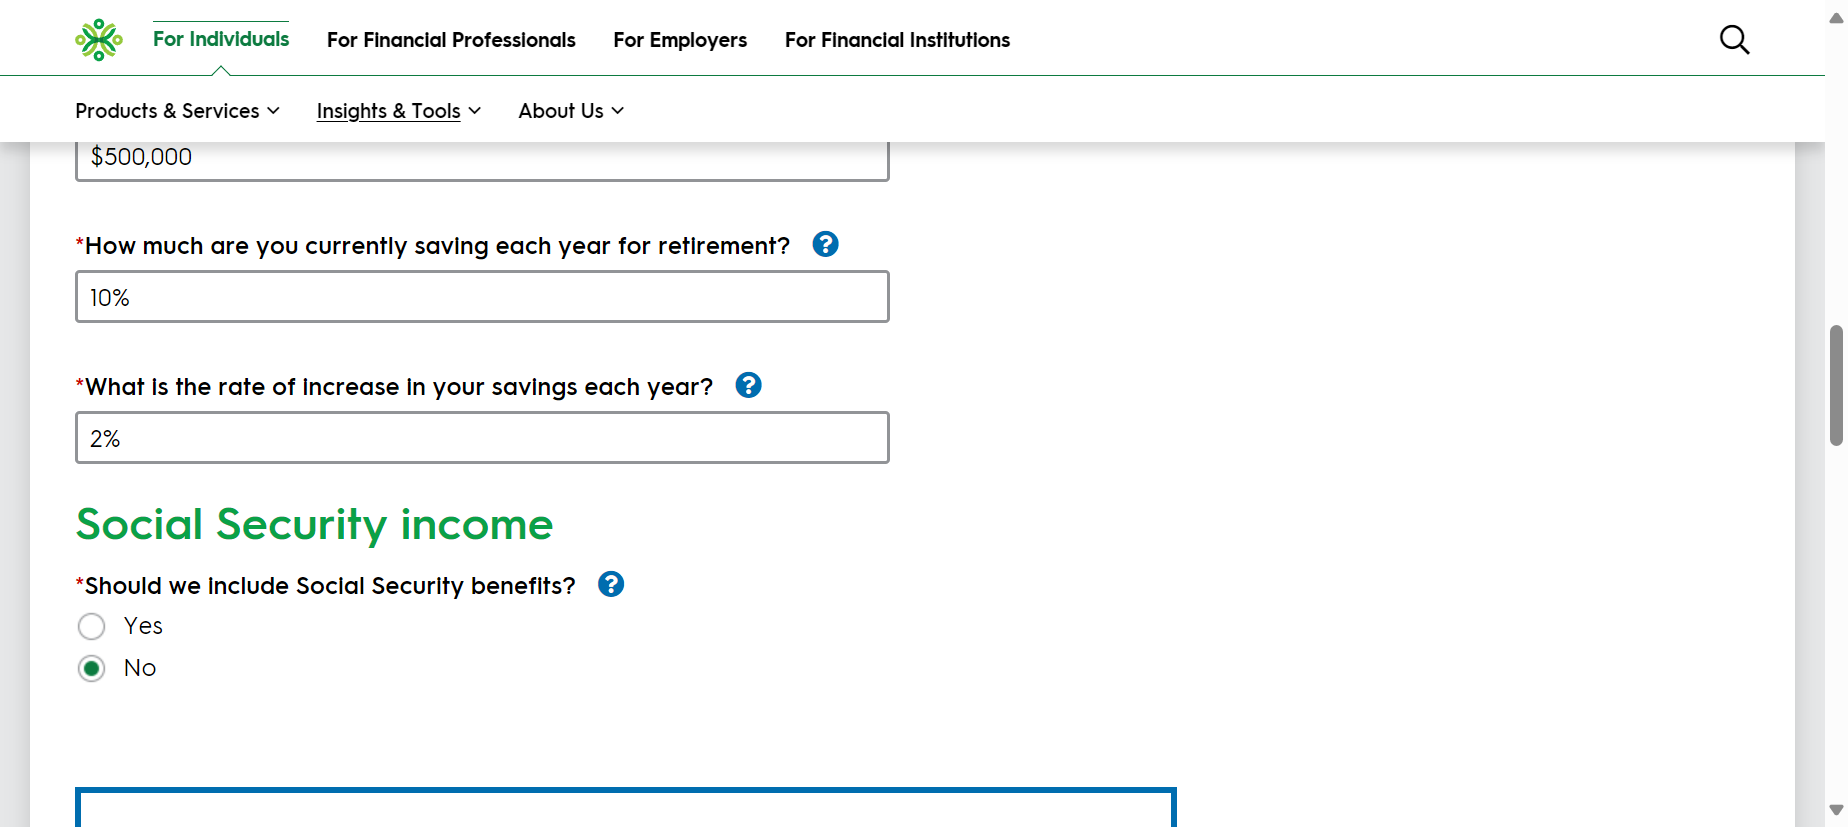 For Individuals
For Financial Professionals
For Employers
For Financial Institutions
Products & Services
Insights & Tools
About Us
$500,000
*How much are you currently saving each year for retirement?
10%
*What is the rate of increase in your savings each year?
2%
Social Security income
*Should we include Social Security benefits?
Yes
No